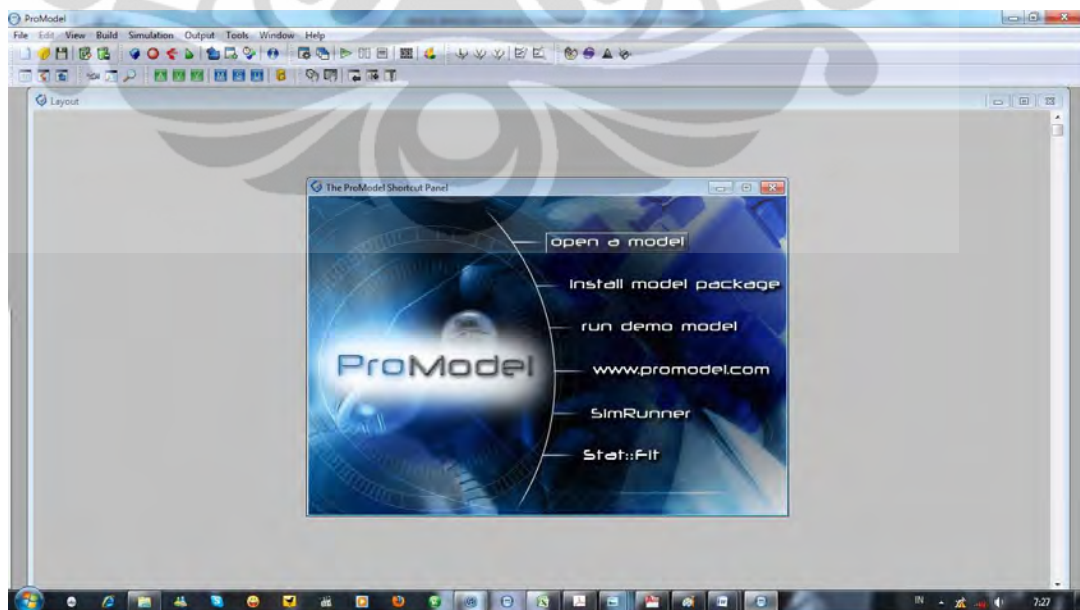 ProModel
File Edit View Build Simulation Output Tools Window Help
Layout
The ProModel Shortcut Panel
open a model
install model package
run demo model
ProModel
www.promodel.com
SimRunner
Stat::Fit
IN
7:27